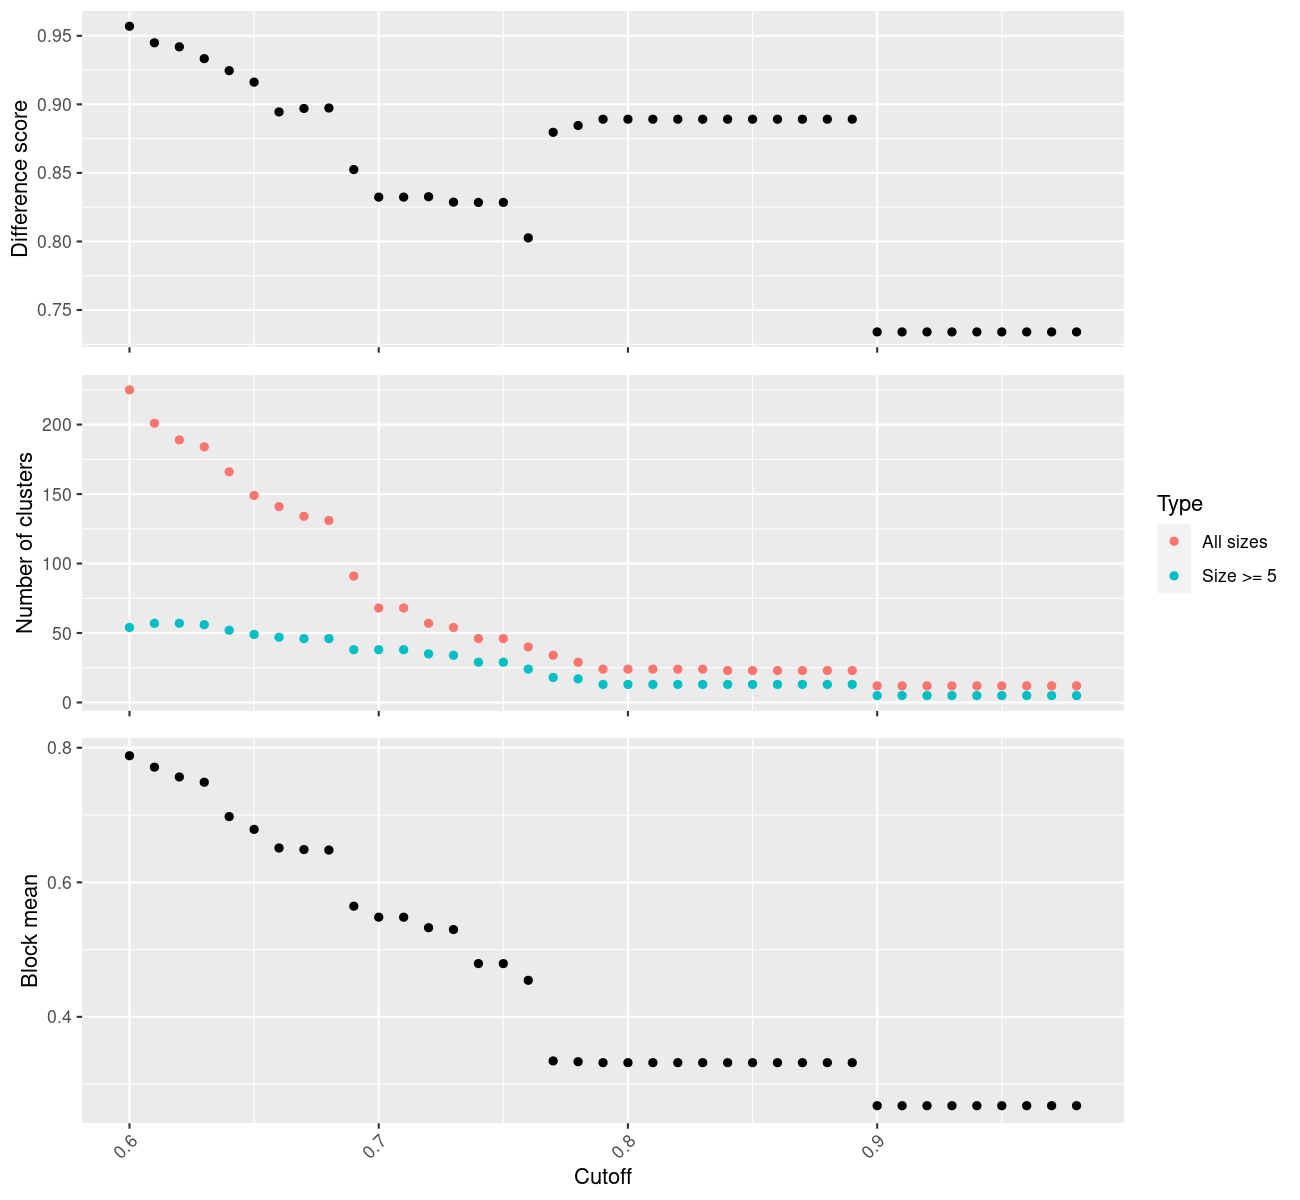 Difference score
0.95
0.90
0.85
0.80
0.75
Number of clusters
200
150
100
50
0
Type
All sizes
Size >= 5
Block mean
0.8
0.6
0.4
0.6 0.7 0.8 0.9
Cutoff